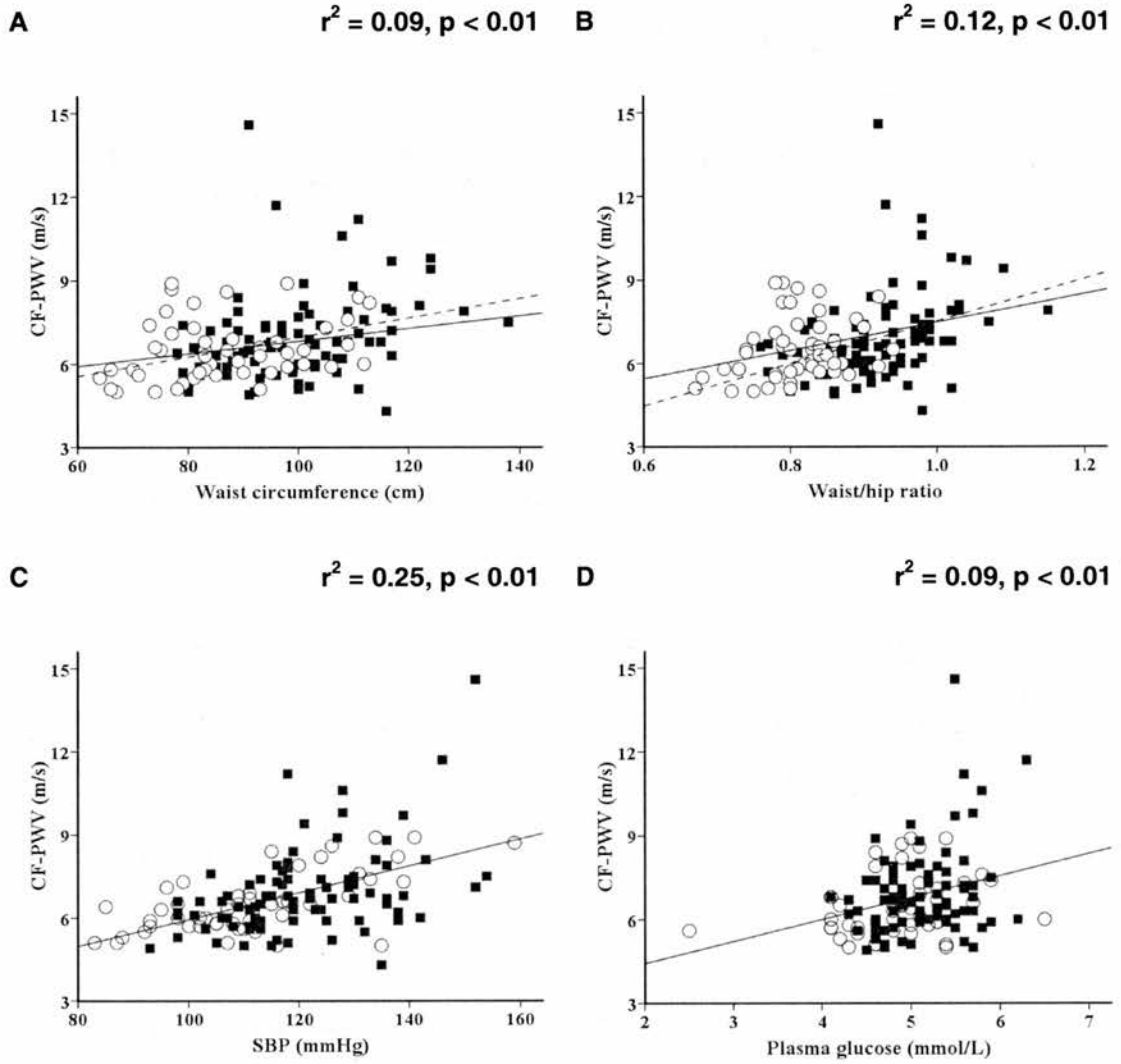 A
r² = 0.09, p < 0.01
CF-PWV (m/s)
15
12
9
6
3
60
80
100
120
140
Waist circumference (cm)
B
r² = 0.12, p < 0.01
CF-PWV (m/s)
15
12
9
6
3
0.6
0.8
1.0
1.2
Waist/hip ratio
C
r² = 0.25, p < 0.01
CF-PWV (m/s)
15
12
9
6
3
80
100
120
140
160
SBP (mmHg)
D
r² = 0.09, p < 0.01
CF-PWV (m/s)
15
12
9
6
3
2
3
4
5
6
7
Plasma glucose (mmol/L)